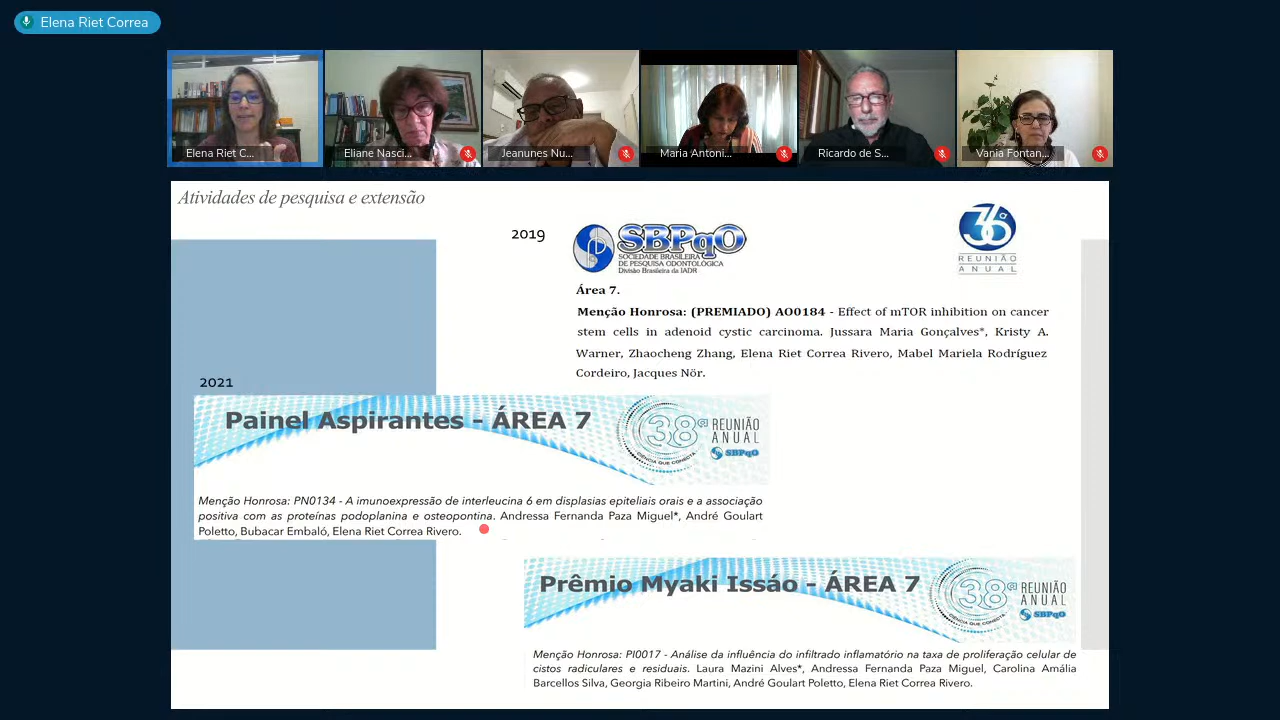 Elena Riet Correa
Elena Riet C...
Eliane Nasci...
Jeanunes Nu...
Maria Antoni...
Ricardo de S...
Vania Fontan...
Atividades de pesquisa e extensão
2019
SBPqO
SOCIEDADE BRASILEIRA
DE PESQUISA ODONTOLÓGICA
Divisão Brasileira da IADR
36ª
REUNIÃO
ANUAL
Área 7.
Menção Honrosa: (PREMIADO) AO0184 - Effect of mTOR inhibition on cancer
stem cells in adenoid cystic carcinoma. Jussara Maria Gonçalves*, Kristy A.
Warner, Zhaocheng Zhang, Elena Riet Correa Rivero, Mabel Mariela Rodríguez
Cordeiro, Jacques Nör.
2021
Painel Aspirantes - ÁREA 7
38ª
REUNIÃO
ANUAL
SBPqO
CIÊNCIA QUE CONECTA
Menção Honrosa: PN0134 - A imunoexpressão de interleucina 6 em displasias epiteliais orais e a associação
positiva com as proteínas podoplanina e osteopontina. Andressa Fernanda Paza Miguel*, André Goulart
Poletto, Bubacar Embaló, Elena Riet Correa Rivero.
Prêmio Myaki Issáo - ÁREA 7
38ª
REUNIÃO
ANUAL
SBPqO
CIÊNCIA QUE CONECTA
Menção Honrosa: PI0017 - Análise da influência do infiltrado inflamatório na taxa de proliferação celular de
cistos radiculares e residuais. Laura Mazini Alves*, Andressa Fernanda Paza Miguel, Carolina Amália
Barcellos Silva, Georgia Ribeiro Martini, André Goulart Poletto, Elena Riet Correa Rivero.